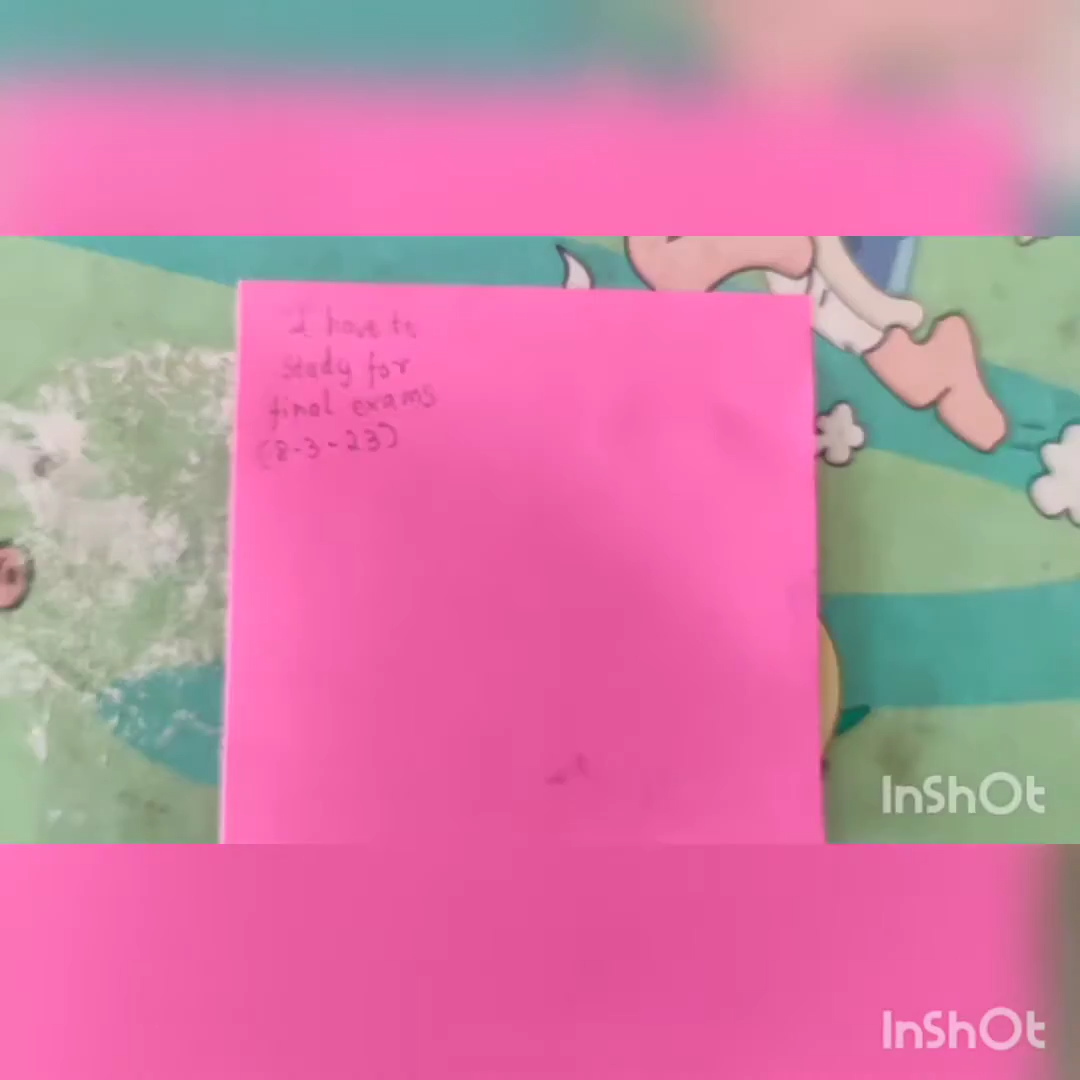 I have to
study for
final exams
(8-3-23)
InShOt
InShOt